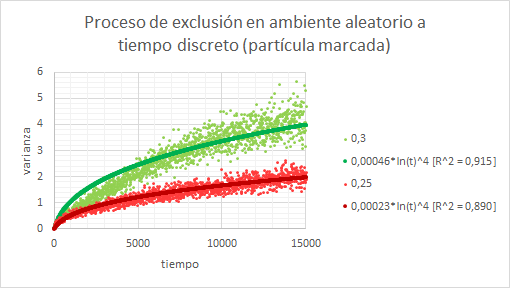 Proceso de exclusión en ambiente aleatorio a
tiempo discreto (partícula marcada)
6
5
4
3
2
1
0
varianza
0
5000
10000
15000
tiempo
0,3
0,00046*ln(t)^4 [R^2 = 0,915]
0,25
0,00023*ln(t)^4 [R^2 = 0,890]